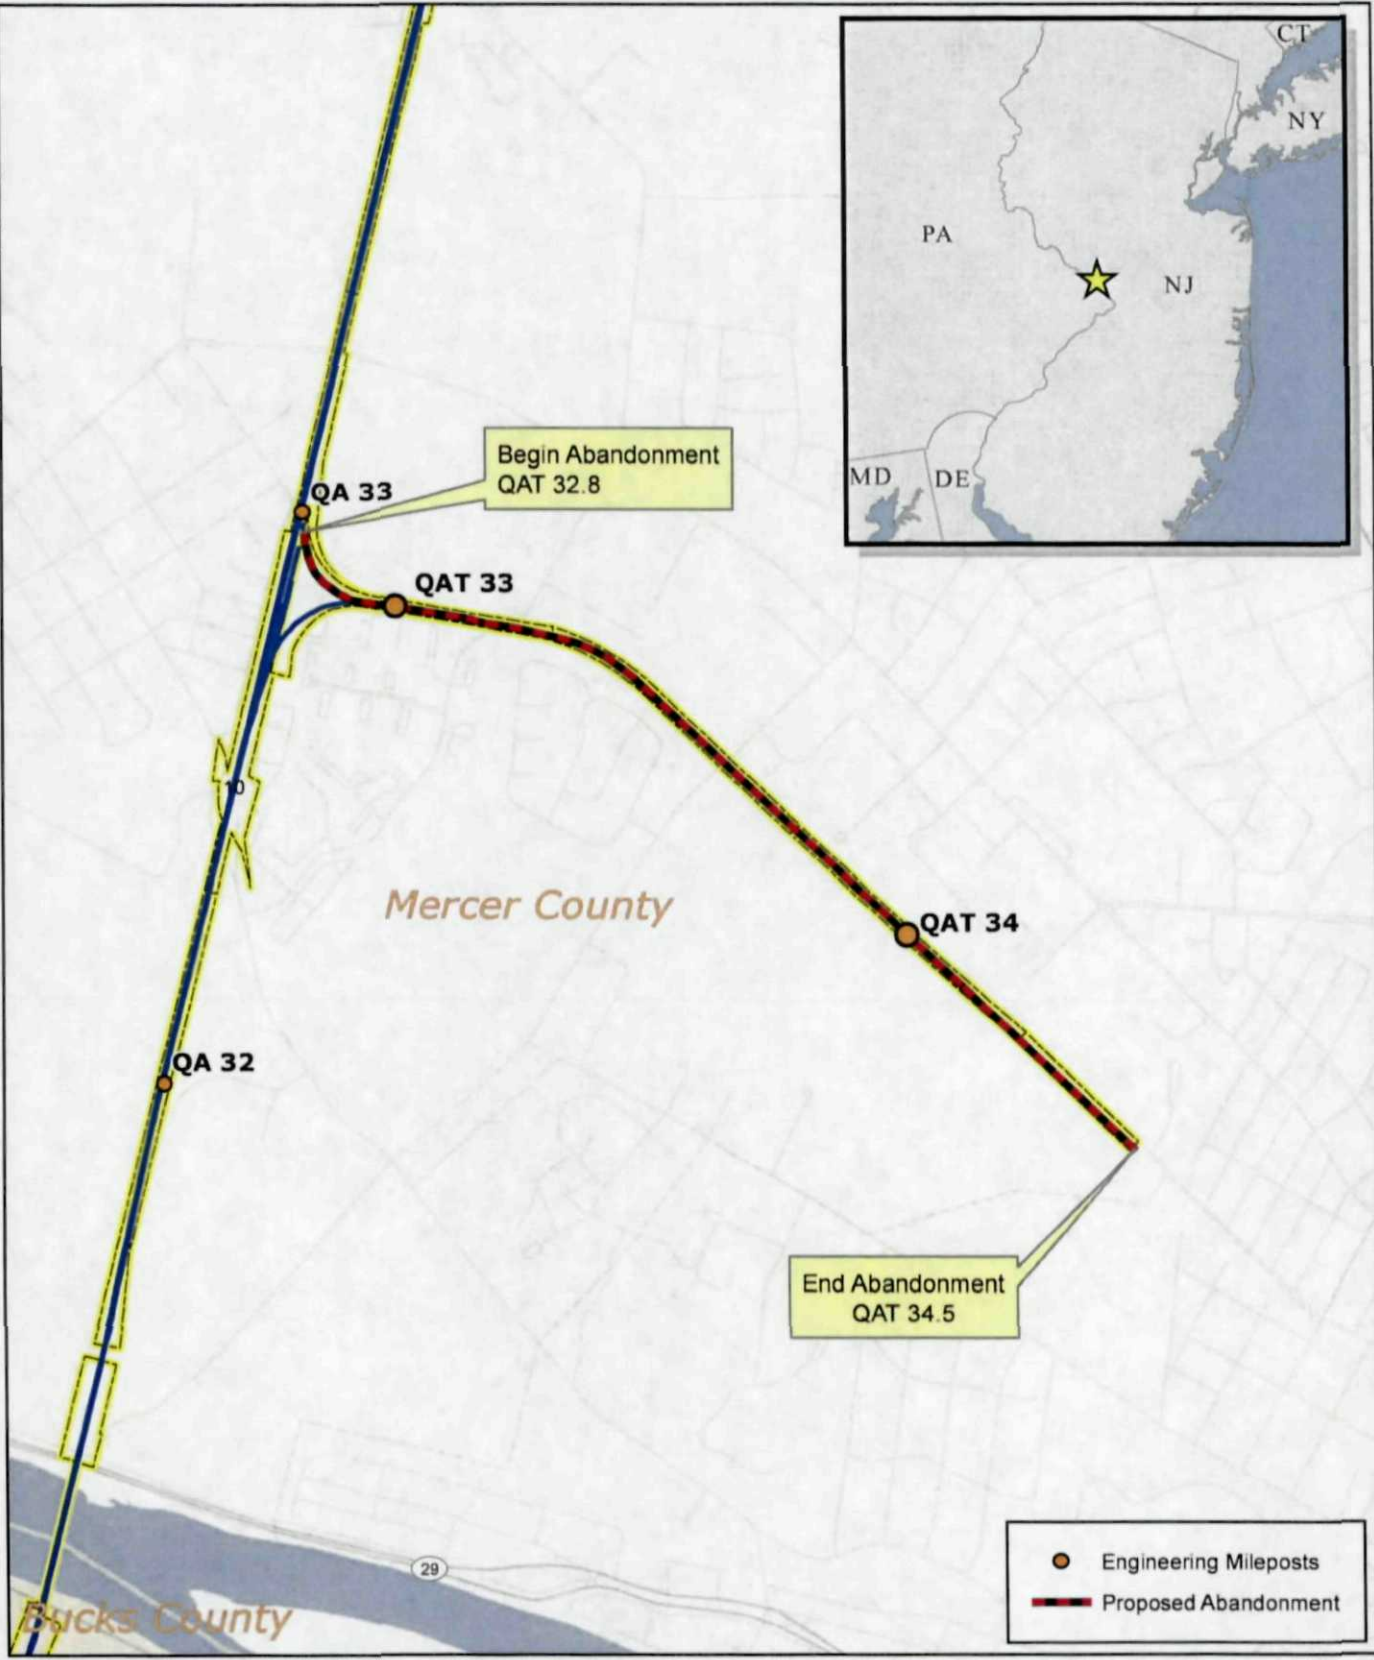 CT
NY
PA
NJ
MD
DE
Begin Abandonment
QAT 32.8
QA 33
QAT 33
10
Mercer County
QAT 34
QA 32
End Abandonment
QAT 34.5
29
Bucks County
Engineering Mileposts
Proposed Abandonment